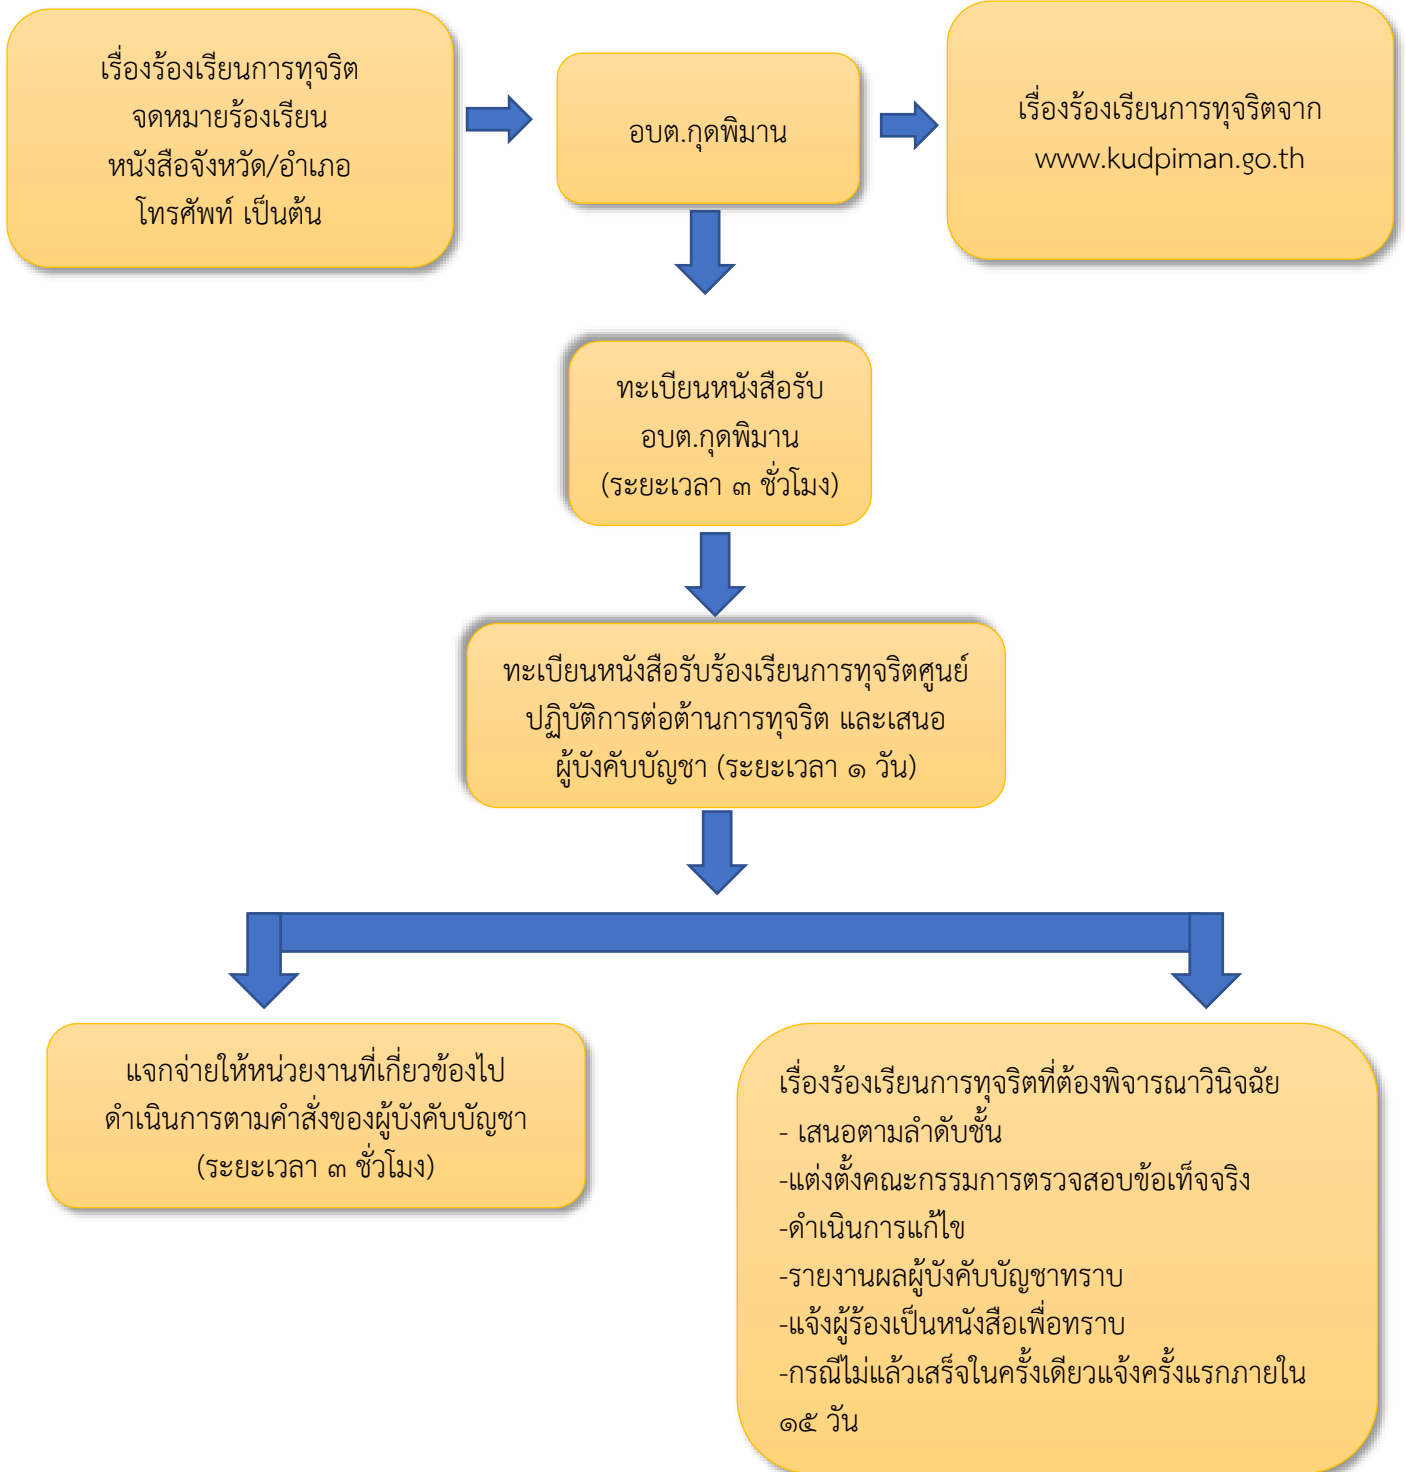 เรื่องร้องเรียนการทุจริต
จดหมายร้องเรียน
หนังสือจังหวัด/อำเภอ
โทรศัพท์ เป็นต้น
อบต.กุดพิมาน
เรื่องร้องเรียนการทุจริตจาก
www.kudpiman.go.th
ทะเบียนหนังสือรับ
อบต.กุดพิมาน
(ระยะเวลา ๓ ชั่วโมง)
ทะเบียนหนังสือรับร้องเรียนการทุจริตศูนย์
ปฏิบัติการต่อต้านการทุจริต และเสนอ
ผู้บังคับบัญชา (ระยะเวลา ๑ วัน)
แจกจ่ายให้หน่วยงานที่เกี่ยวข้องไป
ดำเนินการตามคำสั่งของผู้บังคับบัญชา
(ระยะเวลา ๓ ชั่วโมง)
เรื่องร้องเรียนการทุจริตที่ต้องพิจารณาวินิจฉัย
- เสนอตามลำดับชั้น
-แต่งตั้งคณะกรรมการตรวจสอบข้อเท็จจริง
-ดำเนินการแก้ไข
-รายงานผลผู้บังคับบัญชาทราบ
-แจ้งผู้ร้องเป็นหนังสือเพื่อทราบ
-กรณีไม่แล้วเสร็จในครั้งเดียวแจ้งครั้งแรกภายใน
๑๕ วัน